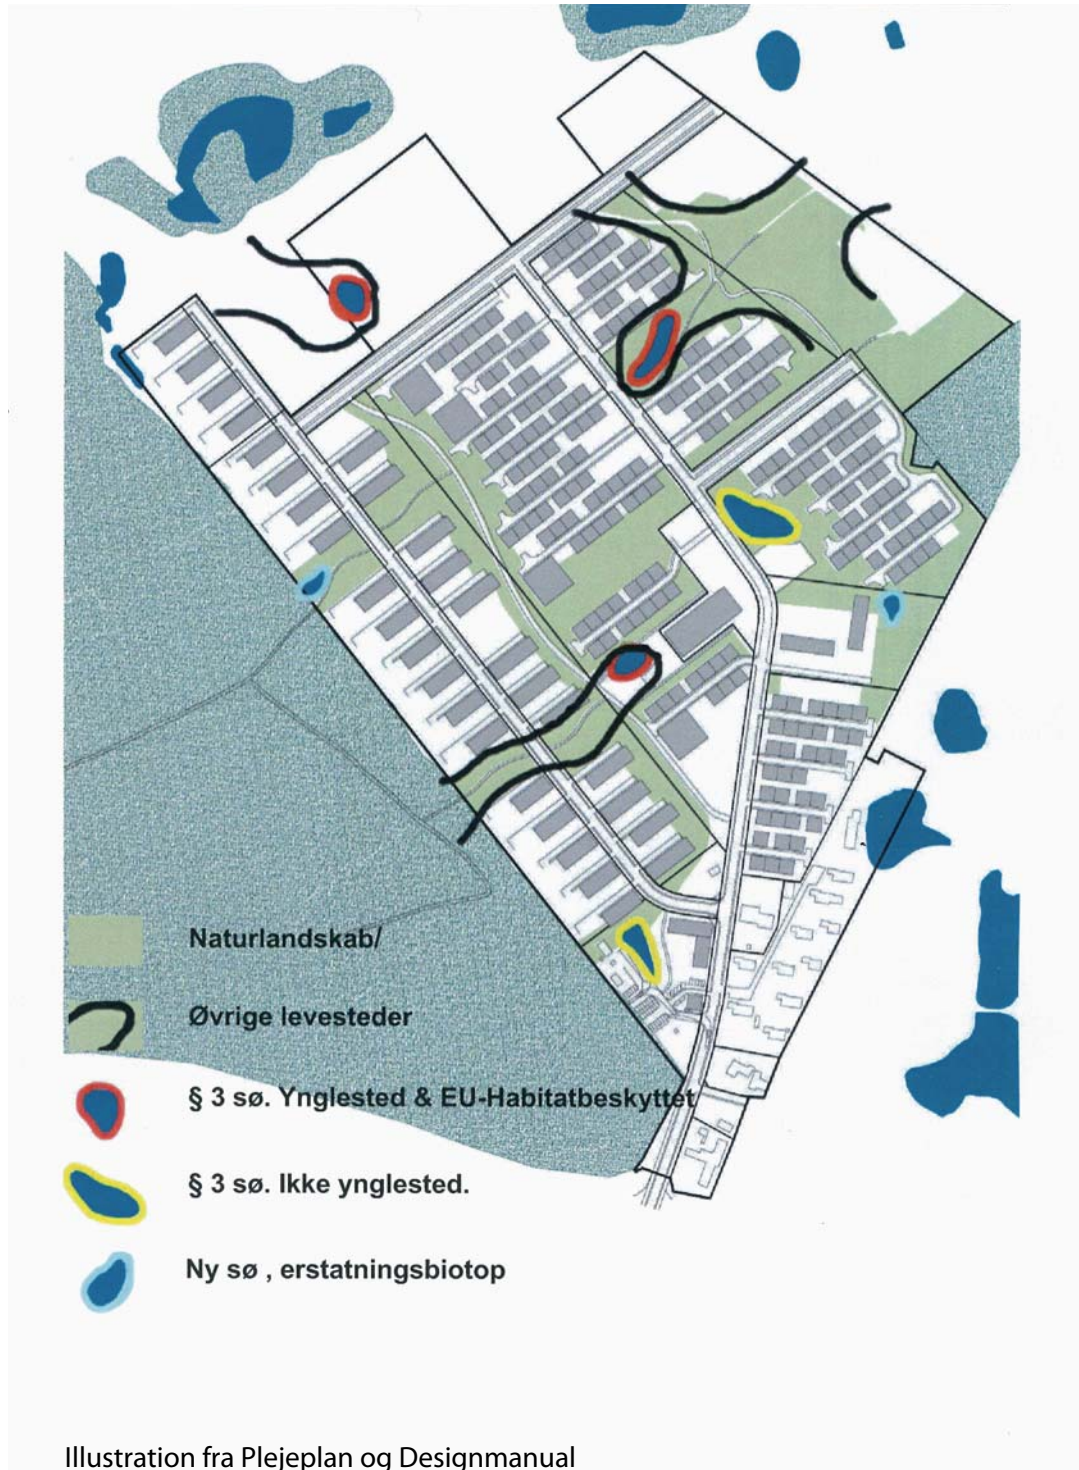 Naturlandskab/
Øvrige levesteder
§ 3 sø. Ynglested & EU-Habitatbeskyttet
§ 3 sø. Ikke ynglested.
Ny sø , erstatningsbiotop
Illustration fra Plejeplan og Designmanual